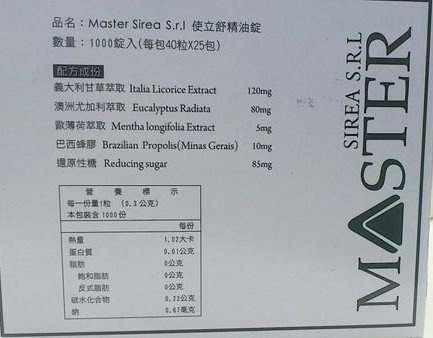 品名：Master Sirea S.r.l 使立舒精油錠
數量：1000錠入(每包40粒X25包)
配方成份
義大利甘草萃取 Italia Licorice Extract 120mg
澳洲尤加利萃取 Eucalyptus Radiata 80mg
歐薄荷萃取 Mentha longifolia Extract 5mg
巴西蜂膠 Brazilian Propolis(Minas Gerais) 10mg
還原性糖 Reducing sugar 85mg
營養標示
每一份量1粒 (0.3公克)
本包裝含1000份
每份
熱量 1.02大卡
蛋白質 0.01公克
脂肪 0公克
飽和脂肪 0公克
反式脂肪 0公克
碳水化合物 0.22公克
鈉 0.67毫克
SIREA S.R.L
MASTER